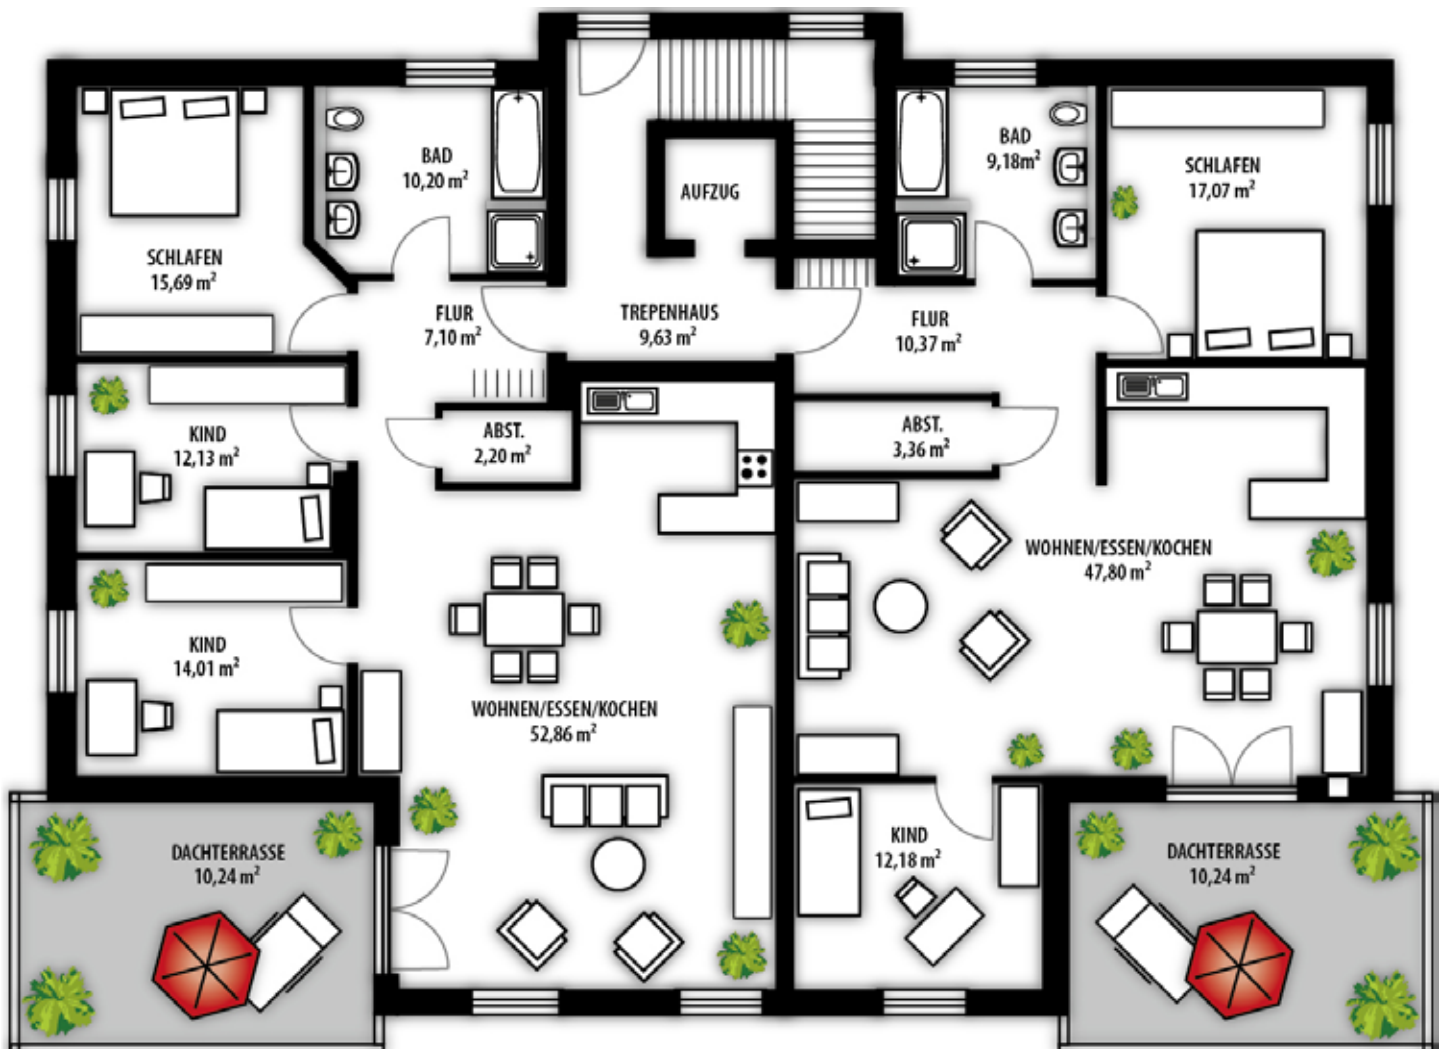 BAD
10,20 m²
BAD
9,18m²
AUFZUG
SCHLAFEN
17,07 m²
SCHLAFEN
15,69 m²
FLUR
7,10 m²
TREPENHAUS
9,63 m²
FLUR
10,37 m²
KIND
12,13 m²
ABST.
2,20 m²
ABST.
3,36 m²
WOHNEN/ESSEN/KOCHEN
47,80 m²
KIND
14,01 m²
WOHNEN/ESSEN/KOCHEN
52,86 m²
DACHTERRASSE
10,24 m²
KIND
12,18 m²
DACHTERRASSE
10,24 m²